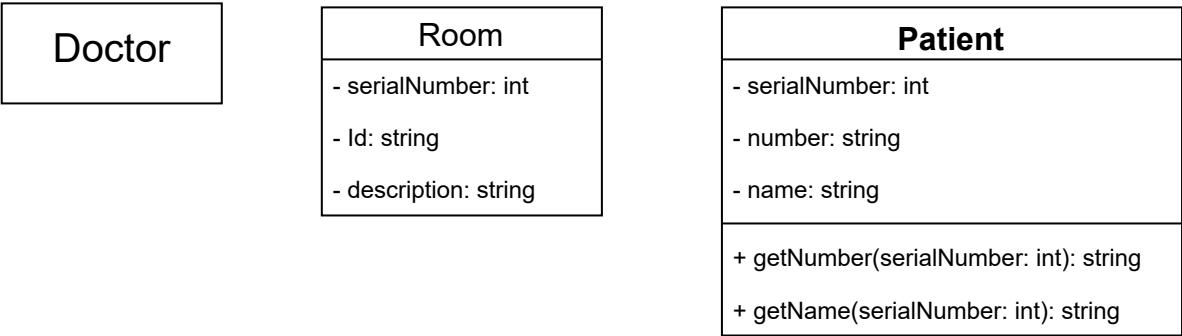 Doctor
Room
- serialNumber: int
- Id: string
- description: string
Patient
- serialNumber: int
- number: string
- name: string
+ getNumber(serialNumber: int): string
+ getName(serialNumber: int): string